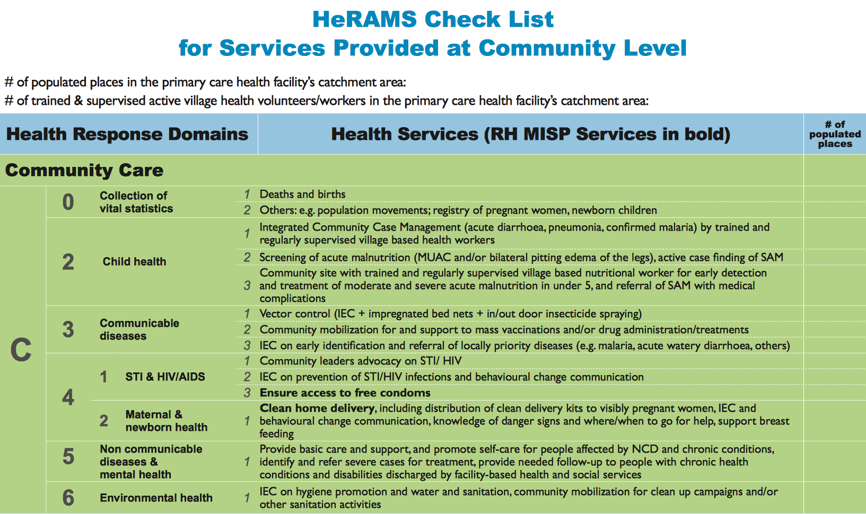 HeRAMS Check List
for Services Provided at Community Level
# of populated places in the primary care health facility's catchment area:
# of trained & supervised active village health volunteers/workers in the primary care health facility's catchment area:
Health Response Domains
Health Services (RH MISP Services in bold)
# of
populated
places
Community Care
C
0
Collection of
vital statistics
1 Deaths and births
2 Others: e.g. population movements; registry of pregnant women, newborn children
2
Child health
1 Integrated Community Case Management (acute diarrhoea, pneumonia, confirmed malaria) by trained and
regularly supervised village based health workers
2 Screening of acute malnutrition (MUAC and/or bilateral pitting edema of the legs), active case finding of SAM
3 Community site with trained and regularly supervised village based nutritional worker for early detection
and treatment of moderate and severe acute malnutrition in under 5, and referral of SAM with medical
complications
3
Communicable
diseases
1 Vector control (IEC + impregnated bed nets + in/out door insecticide spraying)
2 Community mobilization for and support to mass vaccinations and/or drug administration/treatments
3 IEC on early identification and referral of locally priority diseases (e.g. malaria, acute watery diarrhoea, others)
4
1 STI & HIV/AIDS
1 Community leaders advocacy on STI/ HIV
2 IEC on prevention of STI/HIV infections and behavioural change communication
3 Ensure access to free condoms
2 Maternal &
newborn health
1 Clean home delivery, including distribution of clean delivery kits to visibly pregnant women, IEC and
behavioural change communication, knowledge of danger signs and where/when to go for help, support breast
feeding
5
Non communicable
diseases &
mental health
1 Provide basic care and support, and promote self-care for people affected by NCD and chronic conditions,
identify and refer severe cases for treatment, provide needed follow-up to people with chronic health
conditions and disabilities discharged by facility-based health and social services
6
Environmental health
1 IEC on hygiene promotion and water and sanitation, community mobilization for clean up campaigns and/or
other sanitation activities